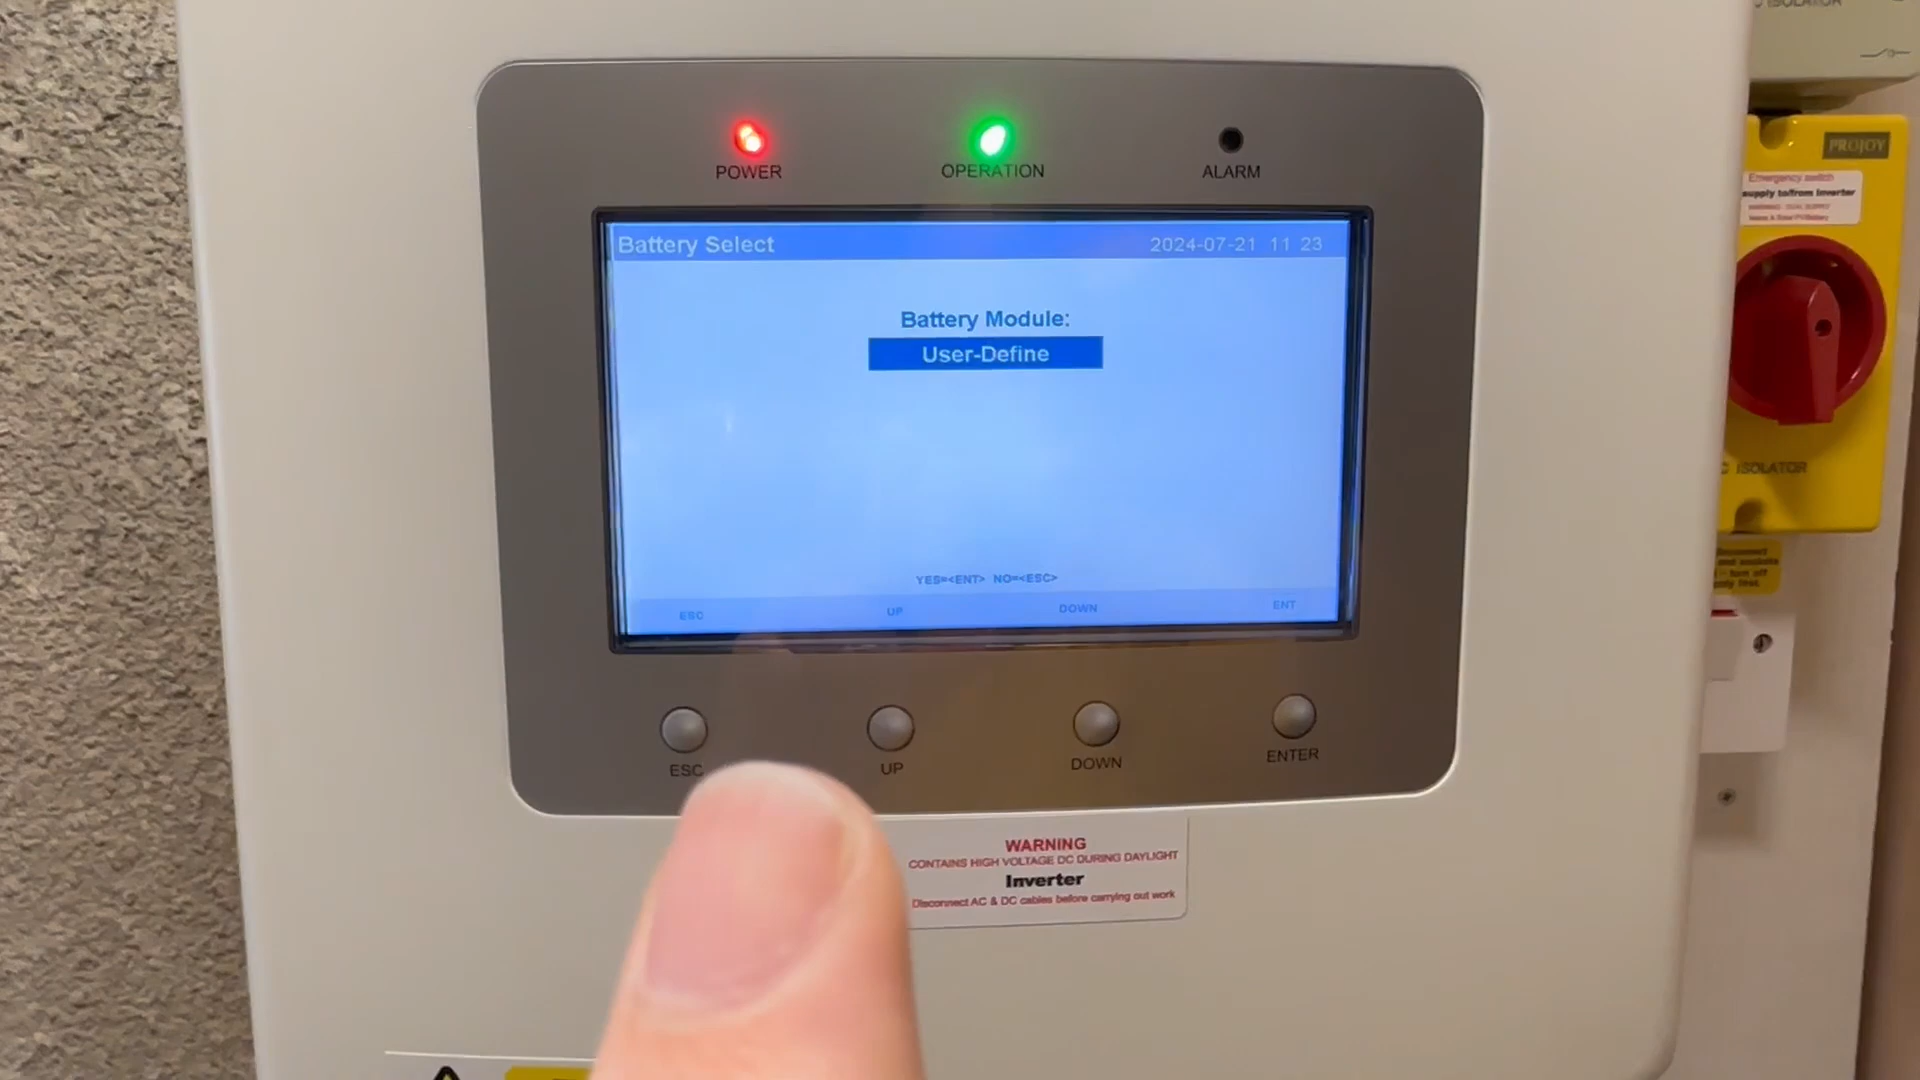 ISOLATOR
POWER
OPERATION
ALARM
PROJOY
Emergency switch
supply to/from Inverter
Battery Select
2024-07-21 11 23
Battery Module:
User-Define
YES=<ENT> NO=<ESC>
ESC
UP
DOWN
ENT
ISOLATOR
ESC
UP
DOWN
ENTER
WARNING
CONTAINS HIGH VOLTAGE DC DURING DAYLIGHT
Inverter
Disconnect AC & DC cables before carrying out work